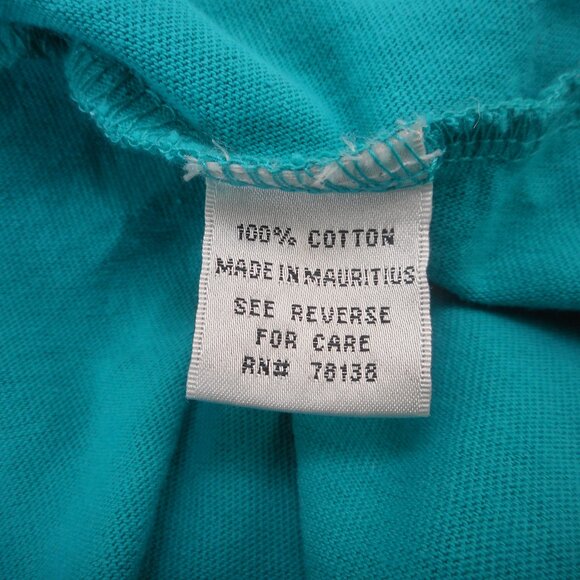 100% COTTON
MADE IN MAURITIUS
SEE REVERSE
FOR CARE
RN# 78138